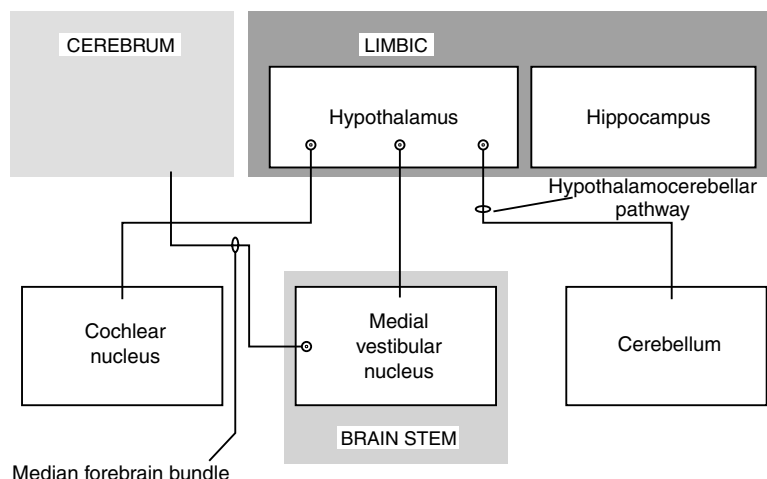 CEREBRUM
LIMBIC
Hypothalamus
Hippocampus
Hypothalamocerebellar
pathway
Cochlear
nucleus
Medial
vestibular
nucleus
Cerebellum
BRAIN STEM
Median forebrain bundle